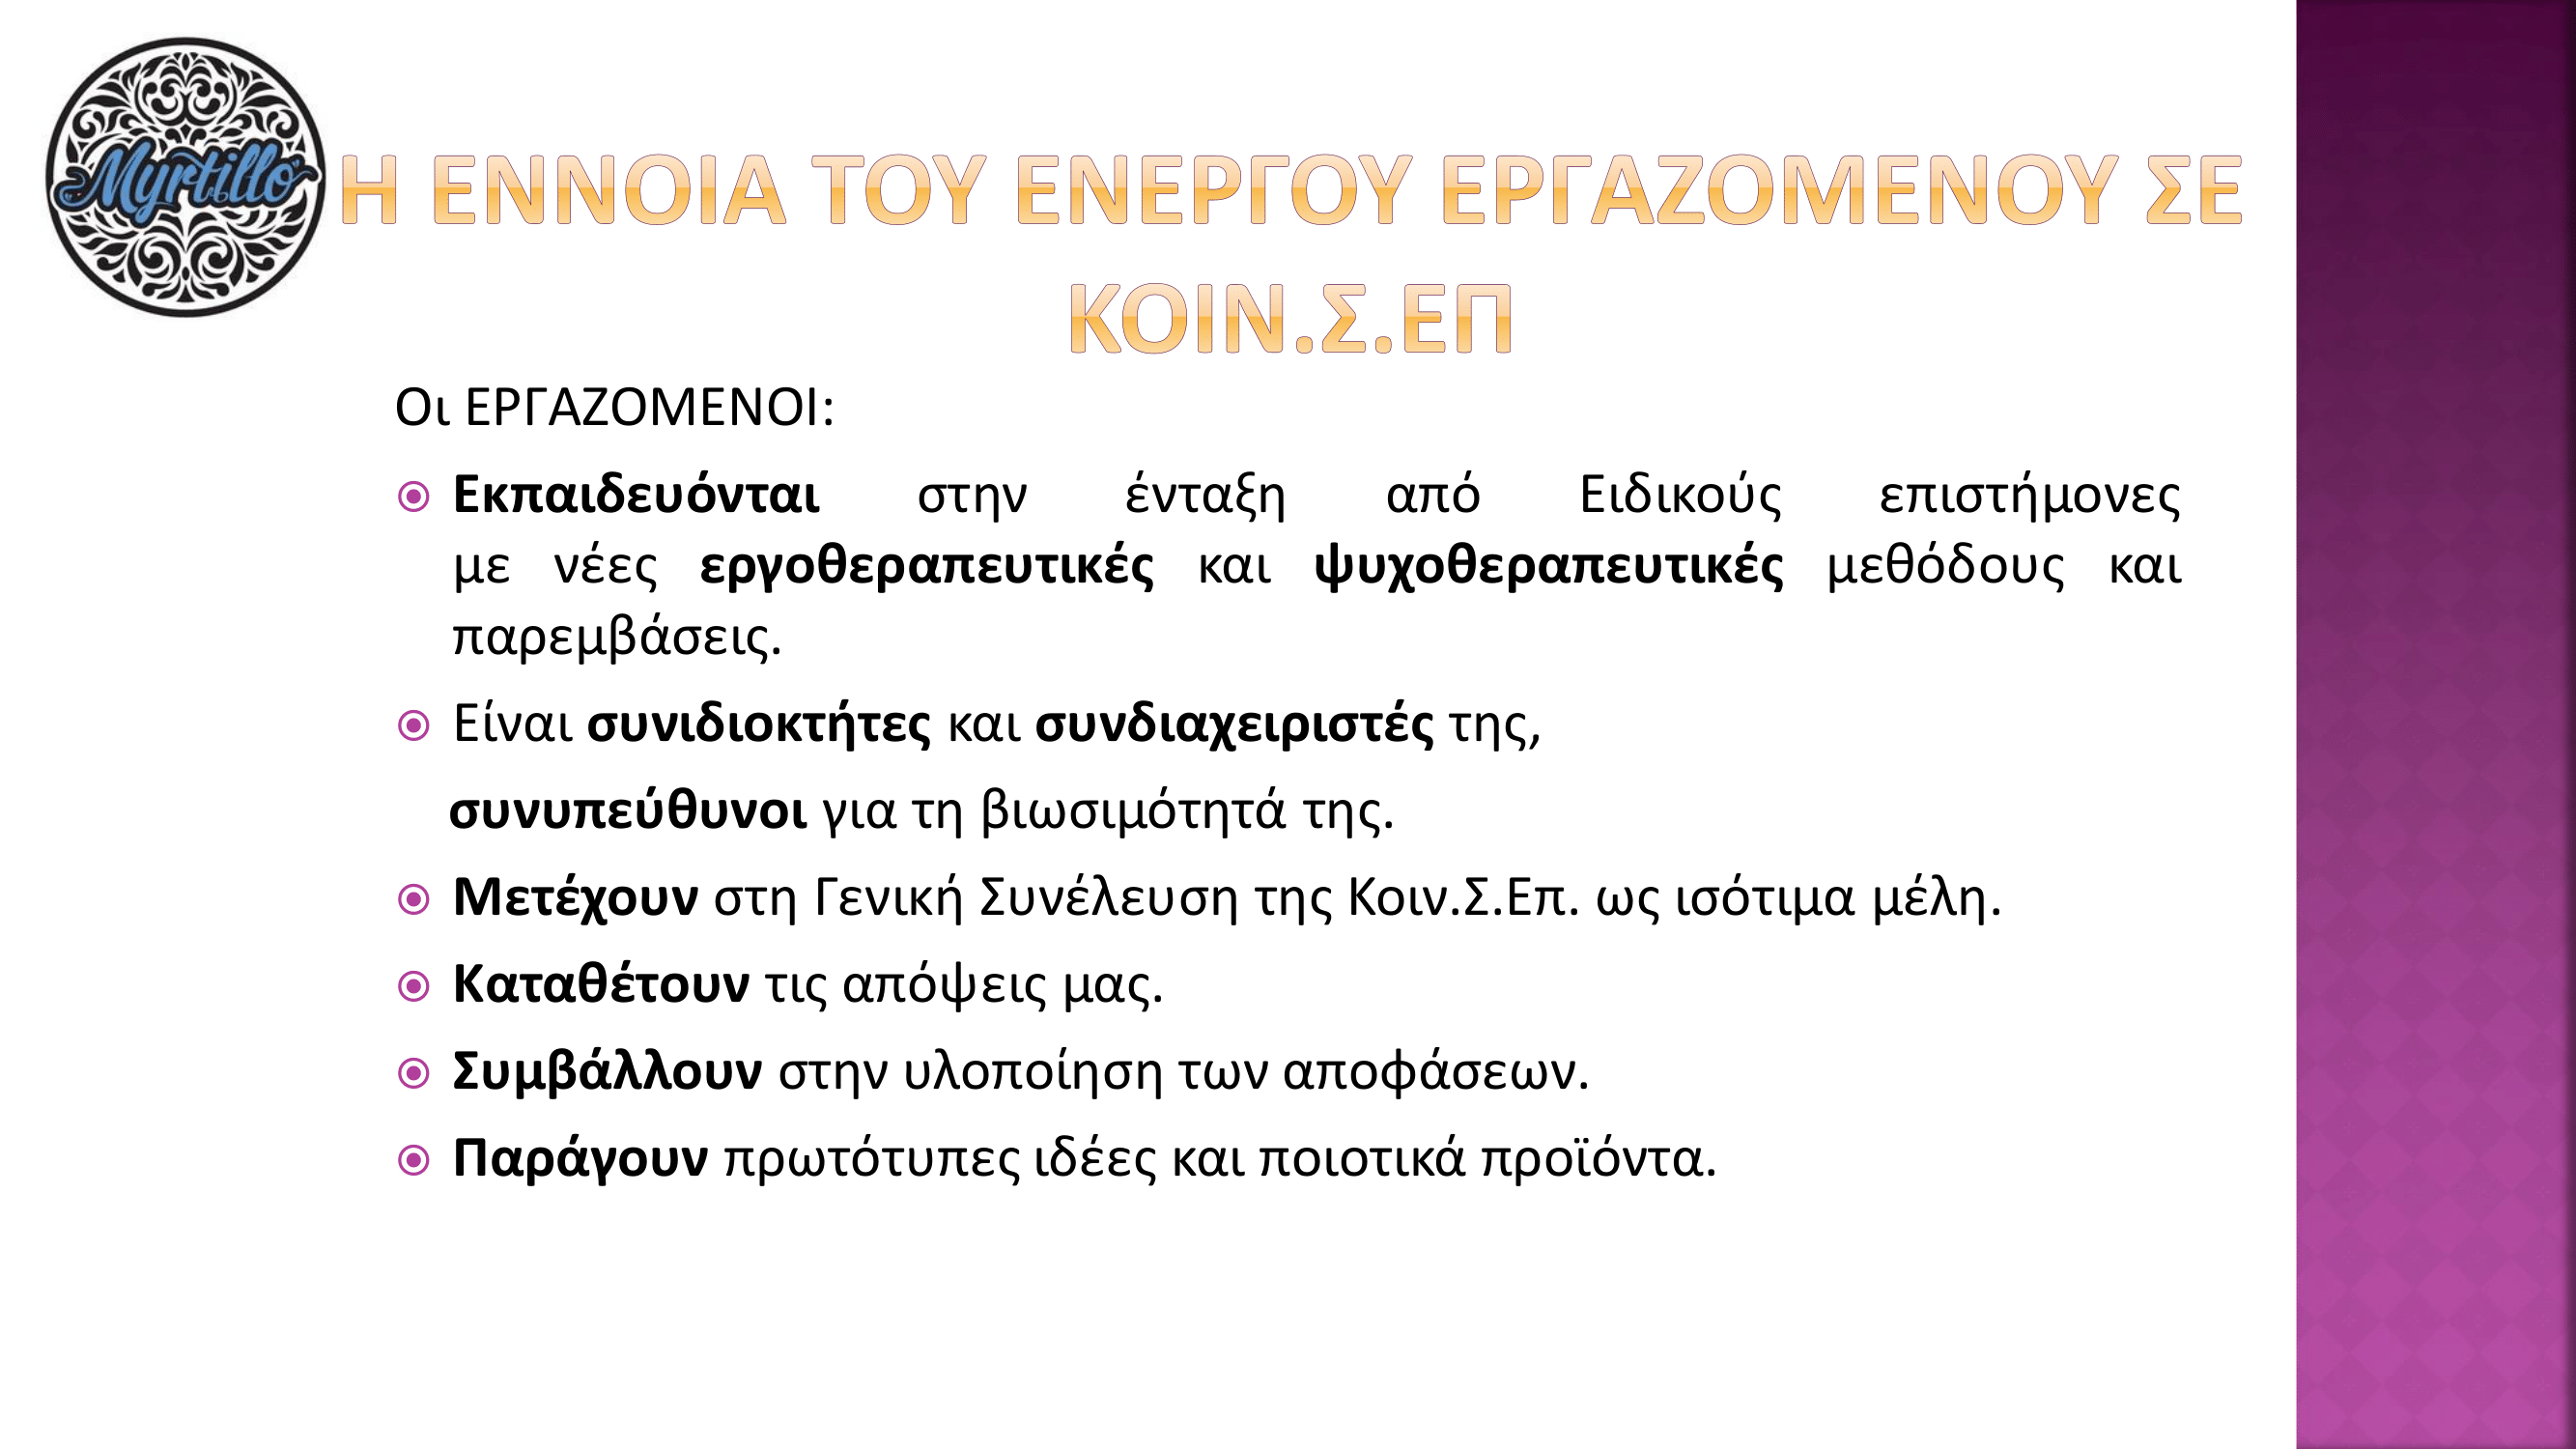 Myrtillo
Η ΕΝΝΟΙΑ ΤΟΥ ΕΝΕΡΓΟΥ ΕΡΓΑΖΟΜΕΝΟΥ ΣΕ
ΚΟΙΝ.Σ.ΕΠ
Οι ΕΡΓΑΖΟΜΕΝΟΙ:
Εκπαιδευόνται στην ένταξη από Ειδικούς επιστήμονες
με νέες εργοθεραπευτικές και ψυχοθεραπευτικές μεθόδους και
παρεμβάσεις.
Είναι συνιδιοκτήτες και συνδιαχειριστές της,
συνυπεύθυνοι για τη βιωσιμότητά της.
Μετέχουν στη Γενική Συνέλευση της Κοιν.Σ.Επ. ως ισότιμα μέλη.
Καταθέτουν τις απόψεις μας.
Συμβάλλουν στην υλοποίηση των αποφάσεων.
Παράγουν πρωτότυπες ιδέες και ποιοτικά προϊόντα.